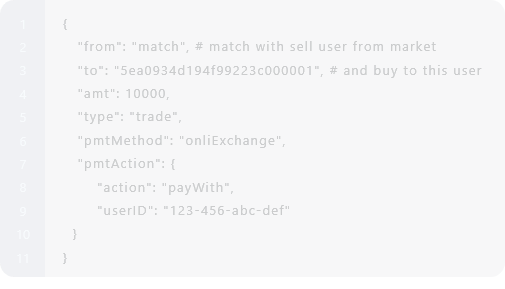 1 {
2 "from": "match", # match with sell user from market
3 "to": "5ea0934d194f99223c000001", # and buy to this user
4 "amt": 10000,
5 "type": "trade",
6 "pmtMethod": "onliExchange",
7 "pmtAction": {
8 "action": "payWith",
9 "userID": "123-456-abc-def"
10 }
11 }